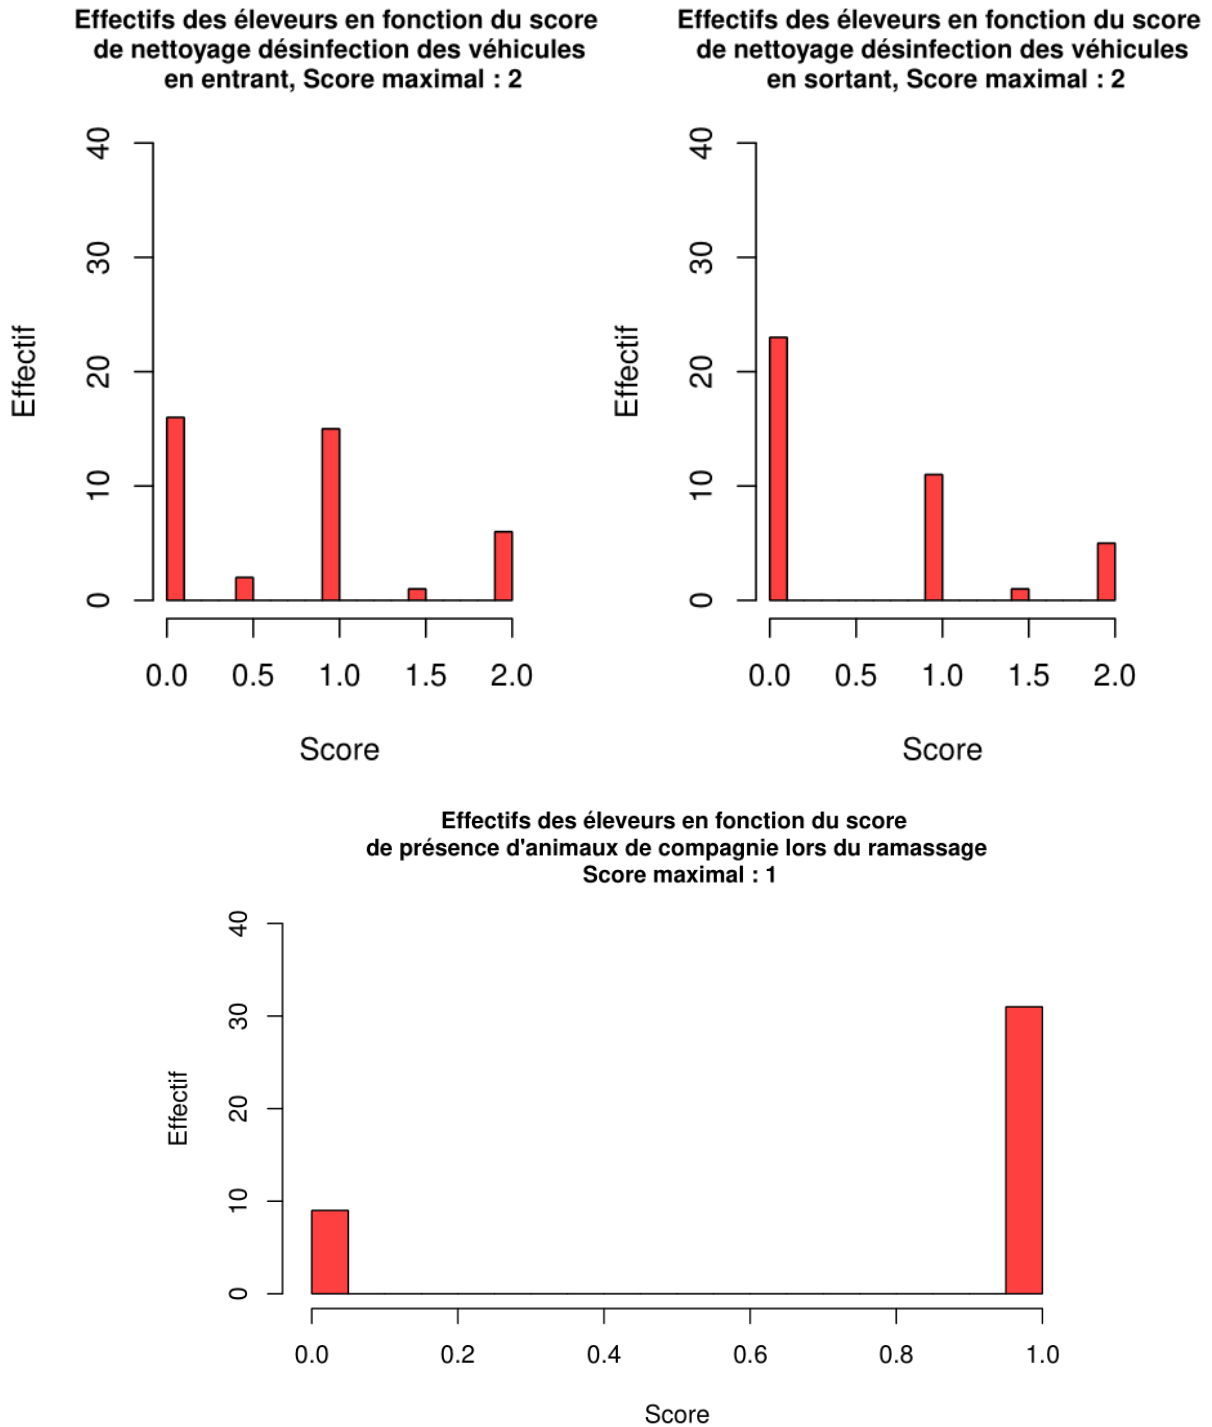 Effectifs des éleveurs en fonction du score
de nettoyage désinfection des véhicules
en entrant, Score maximal : 2
40
30
20
10
0
Effectif
0.0 0.5 1.0 1.5 2.0
Score
Effectifs des éleveurs en fonction du score
de nettoyage désinfection des véhicules
en sortant, Score maximal : 2
40
30
20
10
0
Effectif
0.0 0.5 1.0 1.5 2.0
Score
Effectifs des éleveurs en fonction du score
de présence d'animaux de compagnie lors du ramassage
Score maximal : 1
40
30
20
10
0
Effectif
0.0 0.2 0.4 0.6 0.8 1.0
Score